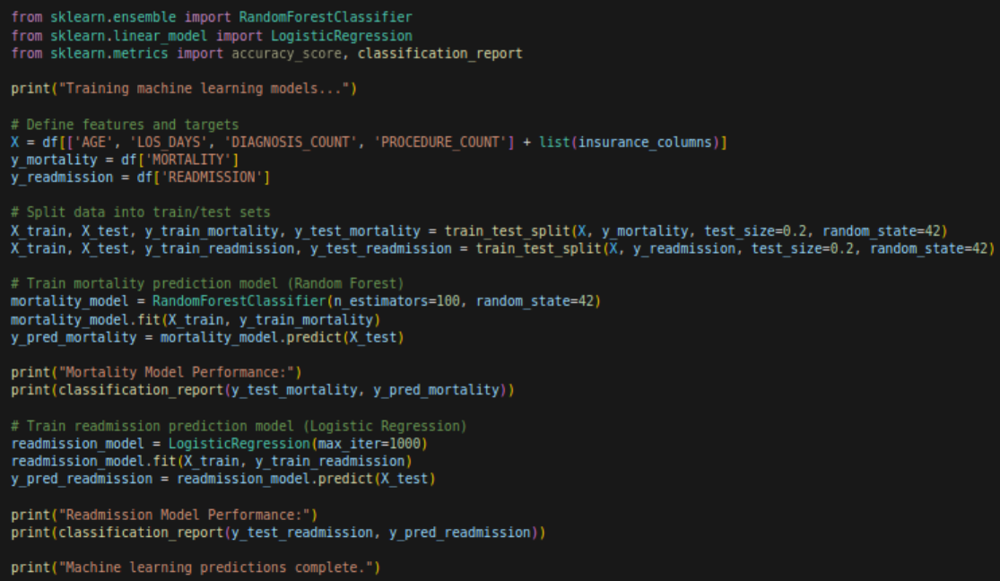 from sklearn.ensemble import RandomForestClassifier
from sklearn.linear_model import LogisticRegression
from sklearn.metrics import accuracy_score, classification_report
print("Training machine learning models...")
# Define features and targets
X = df[['AGE', 'LOS_DAYS', 'DIAGNOSIS_COUNT', 'PROCEDURE_COUNT'] + list(insurance_columns)]
y_mortality = df['MORTALITY']
y_readmission = df['READMISSION']
# Split data into train/test sets
X_train, X_test, y_train_mortality, y_test_mortality = train_test_split(X, y_mortality, test_size=0.2, random_state=42)
X_train, X_test, y_train_readmission, y_test_readmission = train_test_split(X, y_readmission, test_size=0.2, random_state=42)
# Train mortality prediction model (Random Forest)
mortality_model = RandomForestClassifier(n_estimators=100, random_state=42)
mortality_model.fit(X_train, y_train_mortality)
y_pred_mortality = mortality_model.predict(X_test)
print("Mortality Model Performance:")
print(classification_report(y_test_mortality, y_pred_mortality))
# Train readmission prediction model (Logistic Regression)
readmission_model = LogisticRegression(max_iter=1000)
readmission_model.fit(X_train, y_train_readmission)
y_pred_readmission = readmission_model.predict(X_test)
print("Readmission Model Performance:")
print(classification_report(y_test_readmission, y_pred_readmission))
print("Machine learning predictions complete.")